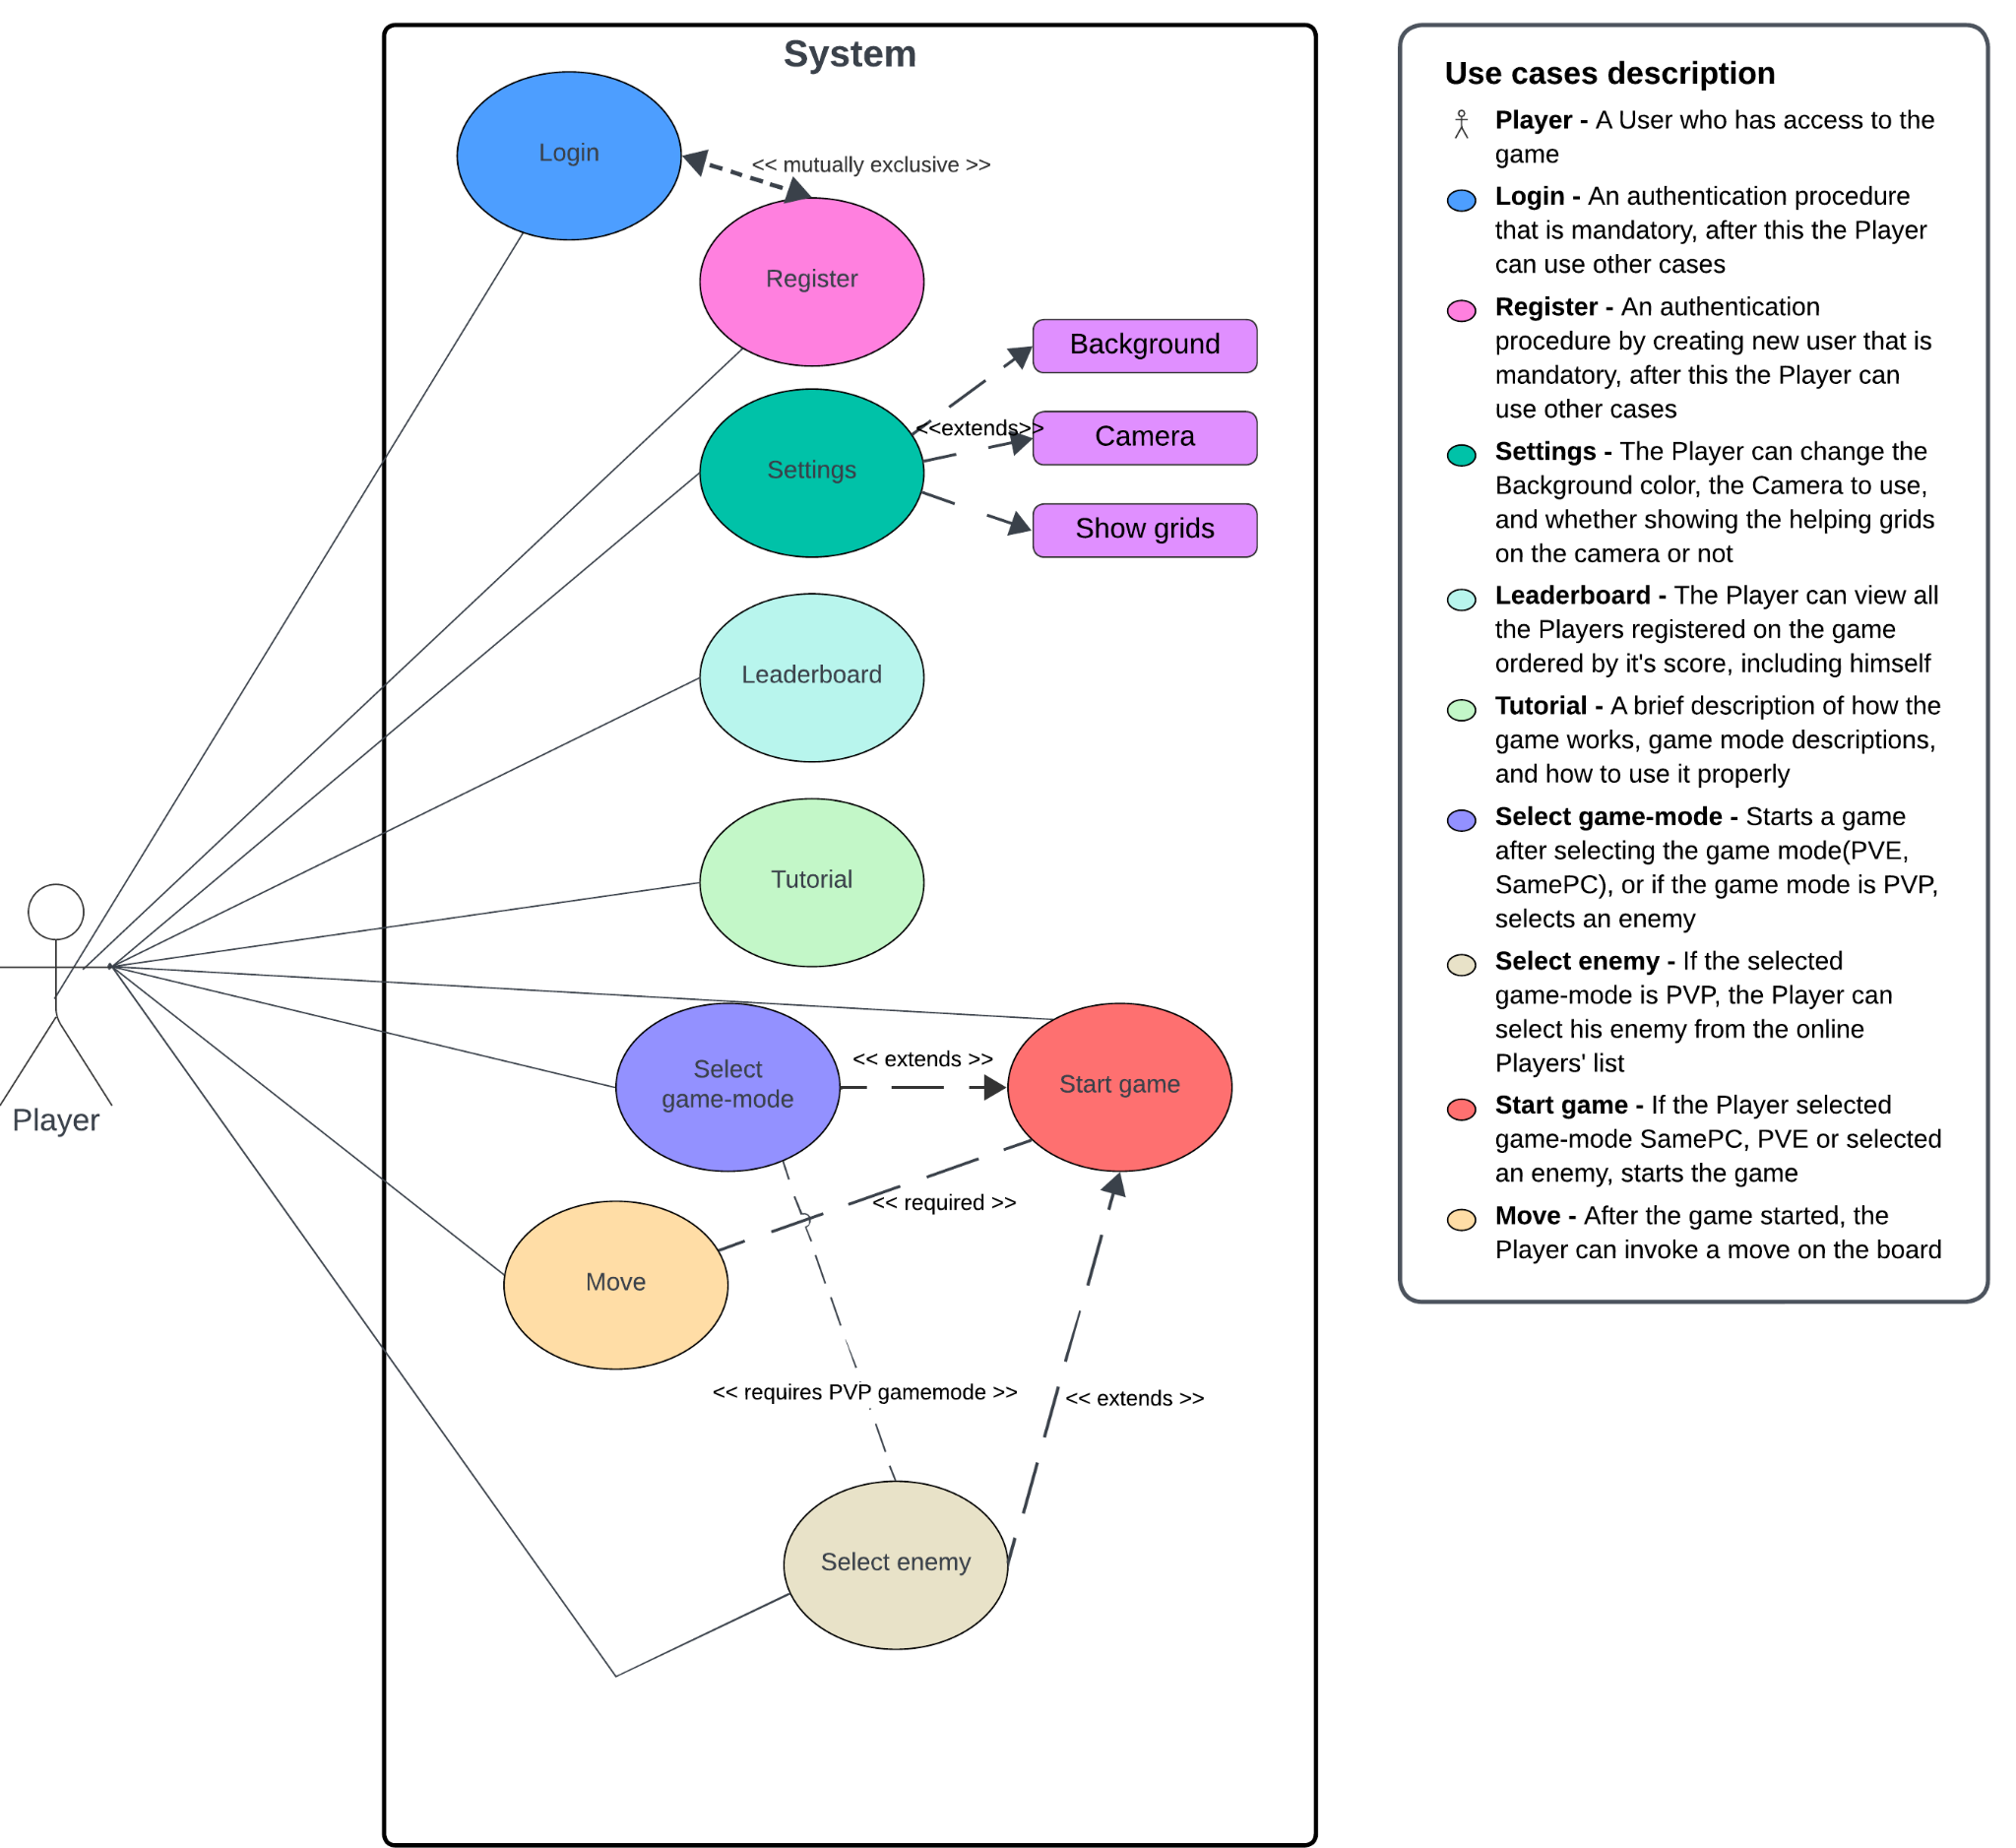 System
Login
<< mutually exclusive >>
Register
Background
<<extends>>
Camera
Settings
Show grids
Leaderboard
Tutorial
Player
Select
game-mode
<< extends >>
Start game
<< required >>
Move
<< requires PVP gamemode >>
<< extends >>
Select enemy
Use cases description
Player - A User who has access to the
game
Login - An authentication procedure
that is mandatory, after this the Player
can use other cases
Register - An authentication
procedure by creating new user that is
mandatory, after this the Player can
use other cases
Settings - The Player can change the
Background color, the Camera to use,
and whether showing the helping grids
on the camera or not
Leaderboard - The Player can view all
the Players registered on the game
ordered by it's score, including himself
Tutorial - A brief description of how the
game works, game mode descriptions,
and how to use it properly
Select game-mode - Starts a game
after selecting the game mode(PVE,
SamePC), or if the game mode is PVP,
selects an enemy
Select enemy - If the selected
game-mode is PVP, the Player can
select his enemy from the online
Players' list
Start game - If the Player selected
game-mode SamePC, PVE or selected
an enemy, starts the game
Move - After the game started, the
Player can invoke a move on the board